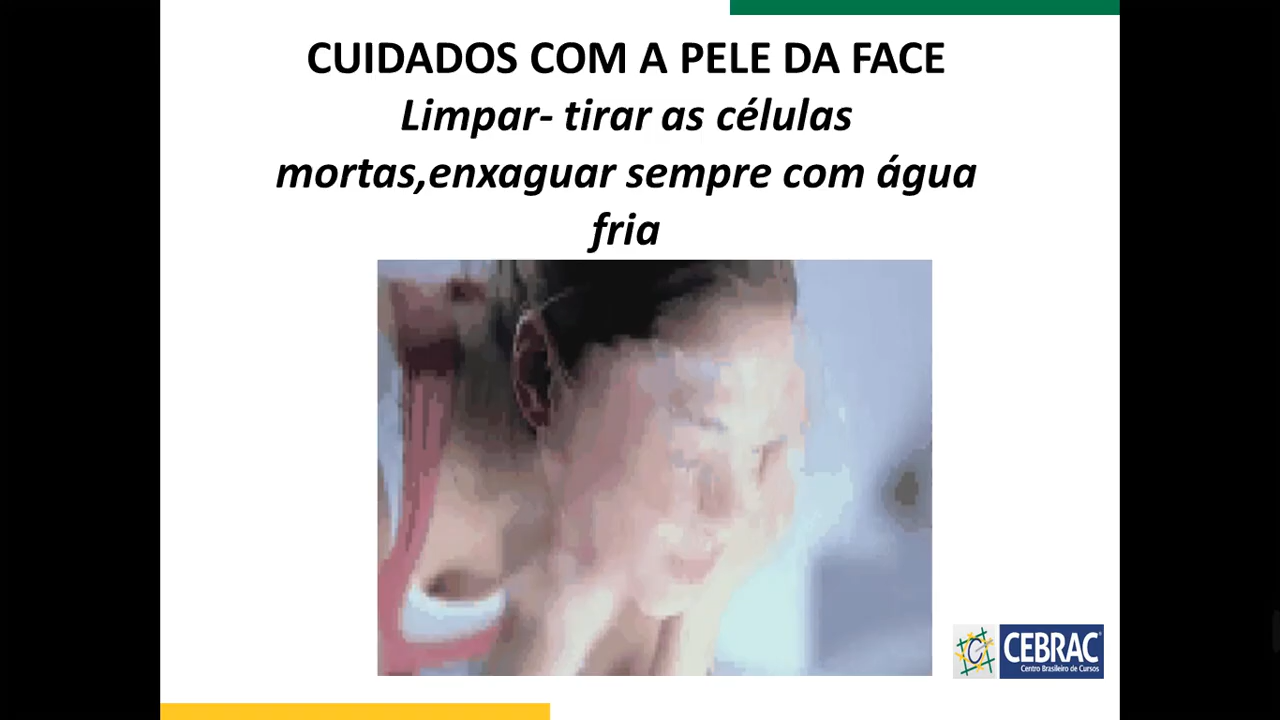 CUIDADOS COM A PELE DA FACE
Limpar- tirar as células
mortas,enxaguar sempre com água
fria
CEBRAC
Centro Brasileiro de Cursos